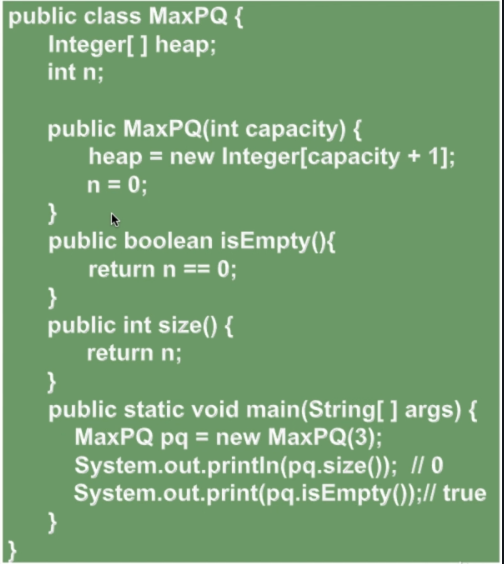 public class MaxPQ {
Integer[ ] heap;
int n;
public MaxPQ(int capacity) {
heap = new Integer[capacity + 1];
n = 0;
}
public boolean isEmpty(){
return n == 0;
}
public int size() {
return n;
}
public static void main(String[ ] args) {
MaxPQ pq = new MaxPQ(3);
System.out.println(pq.size());  // 0
System.out.print(pq.isEmpty());// true
}
}